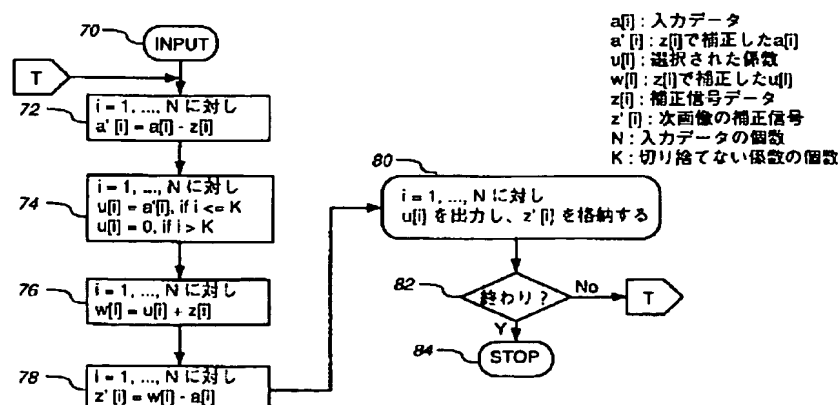 70
INPUT
T
72
i = 1, ..., N に対し
a' [i] = a[i] - z[i]
74
i = 1, ..., N に対し
u[i] = a'[i], if i <= K
u[i] = 0, if i > K
76
i = 1, ..., N に対し
w[i] = u[i] + z[i]
78
i = 1, ..., N に対し
z' [i] = w[i] - a[i]
a[i] : 入力データ
a' [i] : z[i]で補正したa[i]
u[i] : 選択された係数
w[i] : z[i]で補正したu[i]
z[i] : 補正信号データ
z' [i] : 次画像の補正信号
N : 入力データの個数
K : 切り捨てない係数の個数
80
i = 1, ..., N に対し
u[i] を出力し、z' [i] を格納する
82
終わり ?
No
T
Y
84
STOP